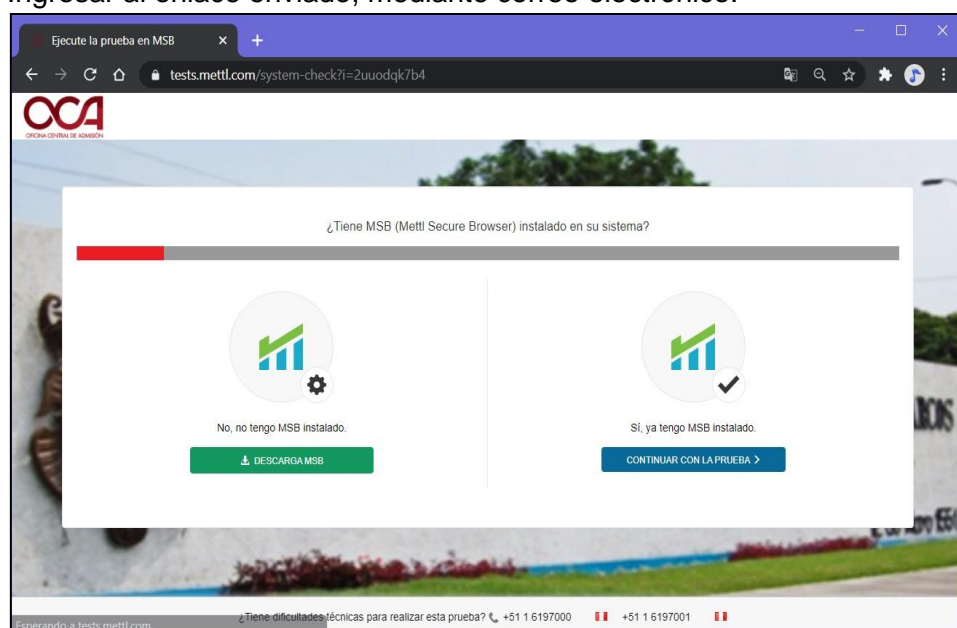 Ingresar al enlace enviado, mediante correo electrónico.
Ejecute la prueba en MSB
tests.mettl.com/system-check?i=2uuodqk7b4
OCA
OFICINA CENTRAL DE ADMISIÓN
¿Tiene MSB (Mettl Secure Browser) instalado en su sistema?
No, no tengo MSB instalado.
DESCARGA MSB
Sí, ya tengo MSB instalado.
CONTINUAR CON LA PRUEBA >
¿Tiene dificultades técnicas para realizar esta prueba? +51 1 6197000 +51 1 6197001
Esperando a tests.mettl.com